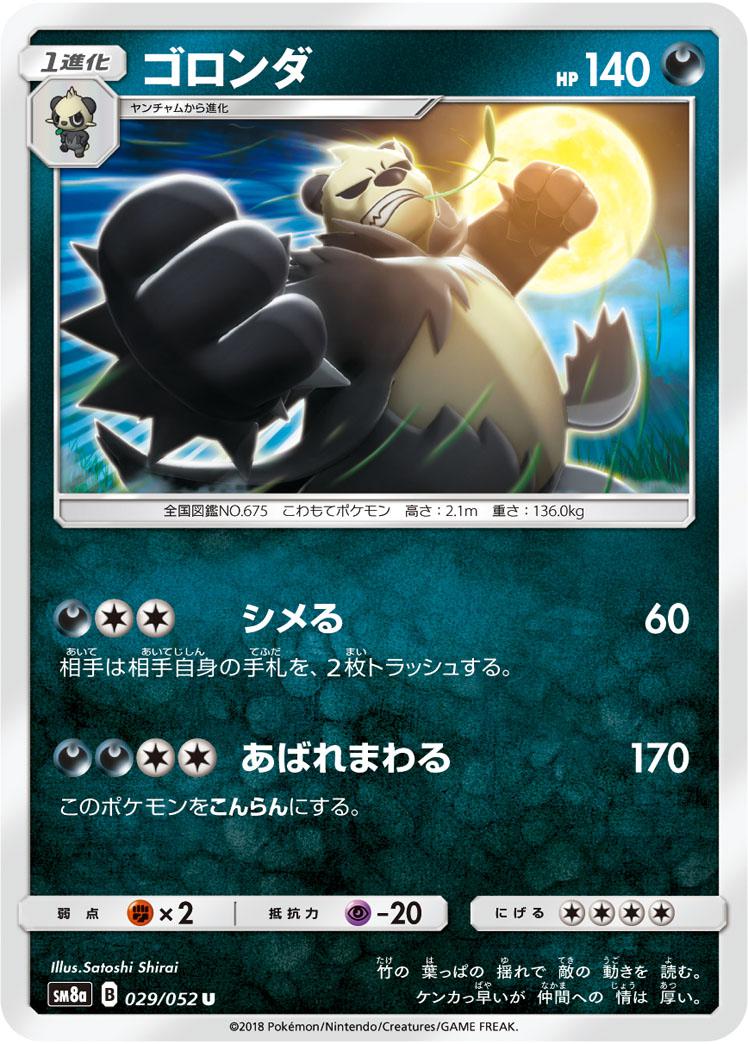 1進化
ゴロンダ
HP 140
ヤンチャムから進化
全国図鑑NO.675 こわもてポケモン 高さ:2.1m 重さ:136.0kg
シメる 60
相手は相手自身の手札を、2枚トラッシュする。
あばれまわる 170
このポケモンをこんらんにする。
弱点 ×2 抵抗力 -20 にげる
Illus.Satoshi Shirai
竹の葉っぱの揺れで敵の動きを読む。
ケンカっ早いが仲間への情は厚い。
SM8a B 029/052 U
©2018 Pokémon/Nintendo/Creatures/GAME FREAK.